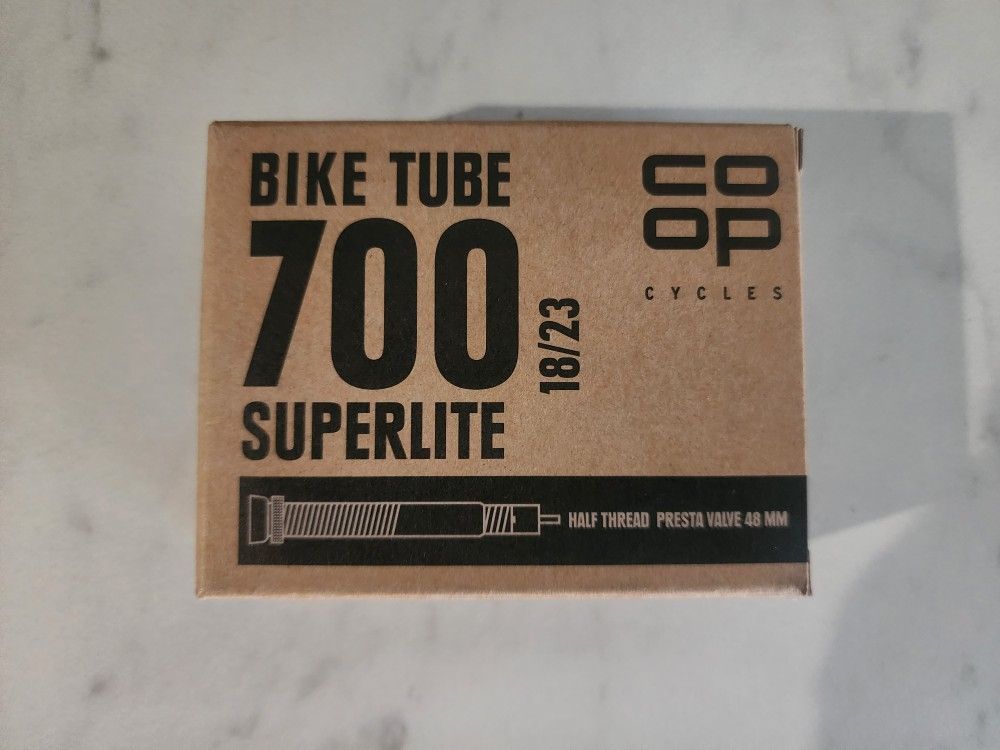 BIKE TUBE
700
18/23
SUPERLITE
CO
OP
CYCLES
HALF THREAD PRESTA VALVE 48 MM